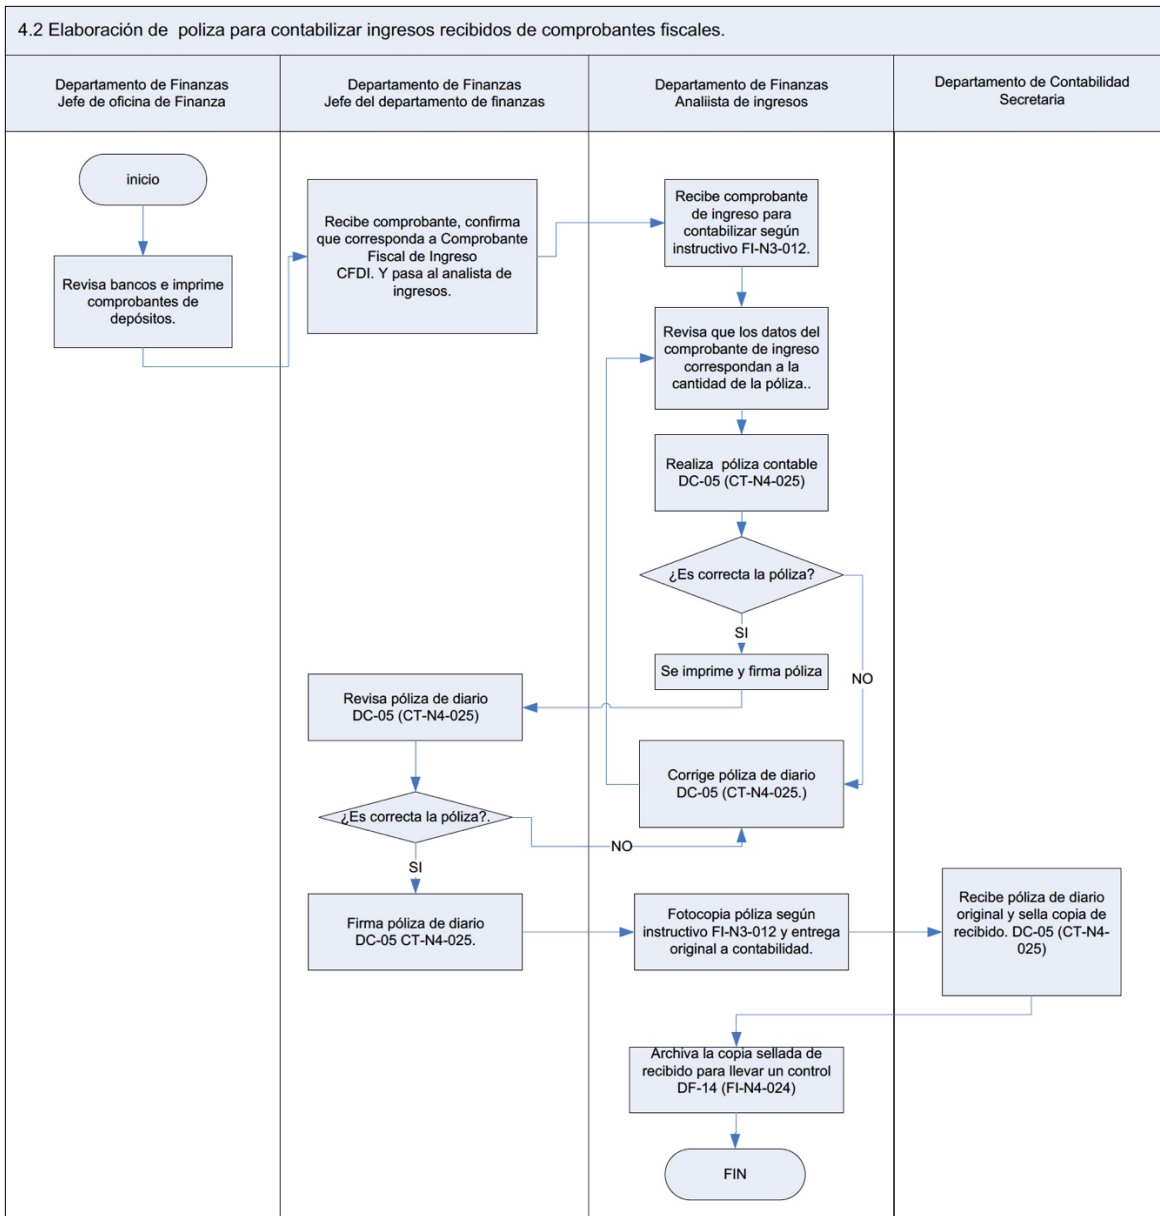 4.2 Elaboración de  poliza para contabilizar ingresos recibidos de comprobantes fiscales.
Departamento de Finanzas
Jefe de oficina de Finanza
Departamento de Finanzas
Jefe del departamento de finanzas
Departamento de Finanzas
Analiista de ingresos
Departamento de Contabilidad
Secretaria
inicio
Revisa bancos e imprime
comprobantes de
depósitos.
Recibe comprobante, confirma
que corresponda a Comprobante
Fiscal de Ingreso
CFDI. Y pasa al analista de
ingresos.
Recibe comprobante
de ingreso para
contabilizar según
instructivo FI-N3-012.
Revisa que los datos del
comprobante de ingreso
correspondan a la
cantidad de la póliza..
Realiza  póliza contable
DC-05 (CT-N4-025)
¿Es correcta la póliza?
SI
NO
Se imprime y firma póliza
Revisa póliza de diario
DC-05 (CT-N4-025)
Corrige póliza de diario
DC-05 (CT-N4-025.)
¿Es correcta la póliza?.
NO
SI
Firma póliza de diario
DC-05 CT-N4-025.
Fotocopia póliza según
instructivo FI-N3-012 y entrega
original a contabilidad.
Recibe póliza de diario
original y sella copia de
recibido. DC-05 (CT-N4-
025)
Archiva la copia sellada de
recibido para llevar un control
DF-14 (FI-N4-024)
FIN